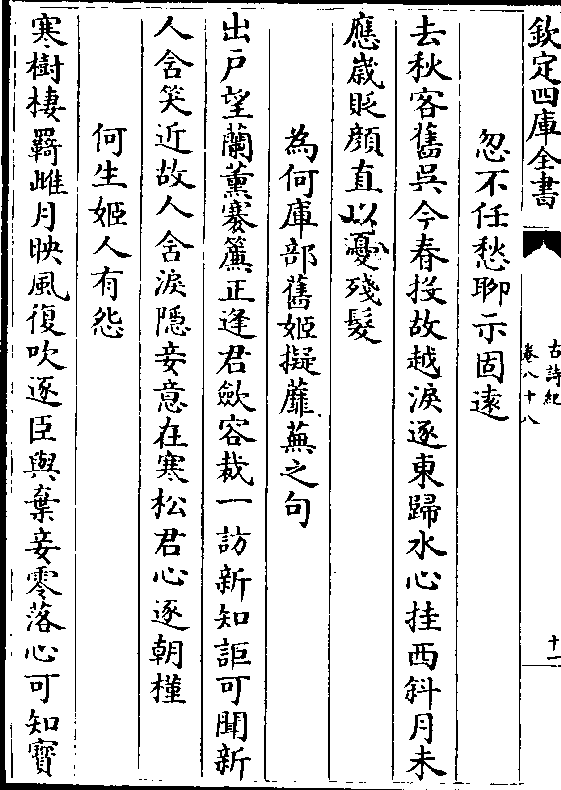 欽定四庫全書
古詩紀
卷八十八
十一
忽不任愁聊示固遠
去秋客舊吳今春投故越淚逐東歸水心挂西斜月未
應歲貶顔直以憂殘髮
為何庫部舊姬擬蘼蕪之句
出戶望蘭薰褰簾正逢君歛容裁一訪新知詎可聞新
人含笑近故人含淚隱妾意在寒松君心逐朝槿
何生姬人有怨
寒樹棲羇雌月映風復吹逐臣與棄妾零落心可知寳